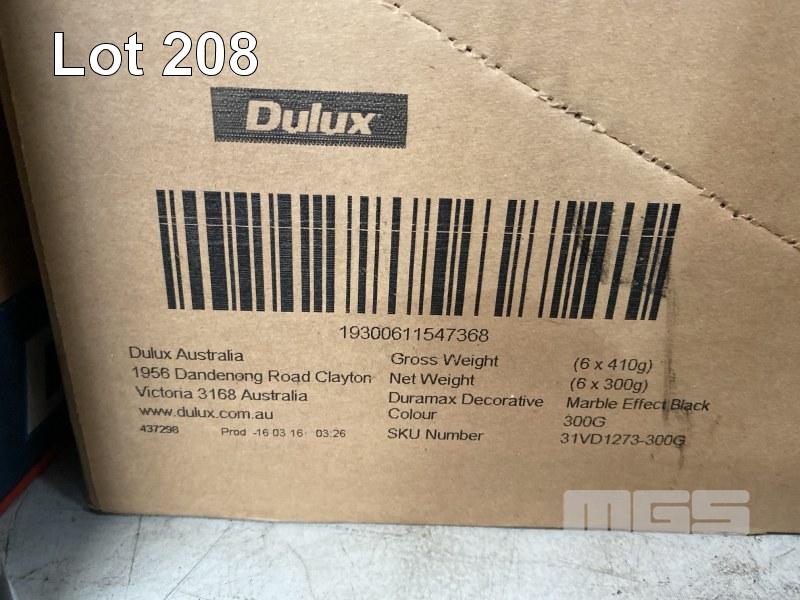 Lot 208
Dulux
19300611547368
Dulux Australia
1956 Dandenong Road Clayton
Victoria 3168 Australia
www.dulux.com.au
437298 Prod -16 03 16 03:26
Gross Weight (6 x 410g)
Net Weight (6 x 300g)
Duramax Decorative Marble Effect Black
Colour 300G
SKU Number 31VD1273-300G
MGS